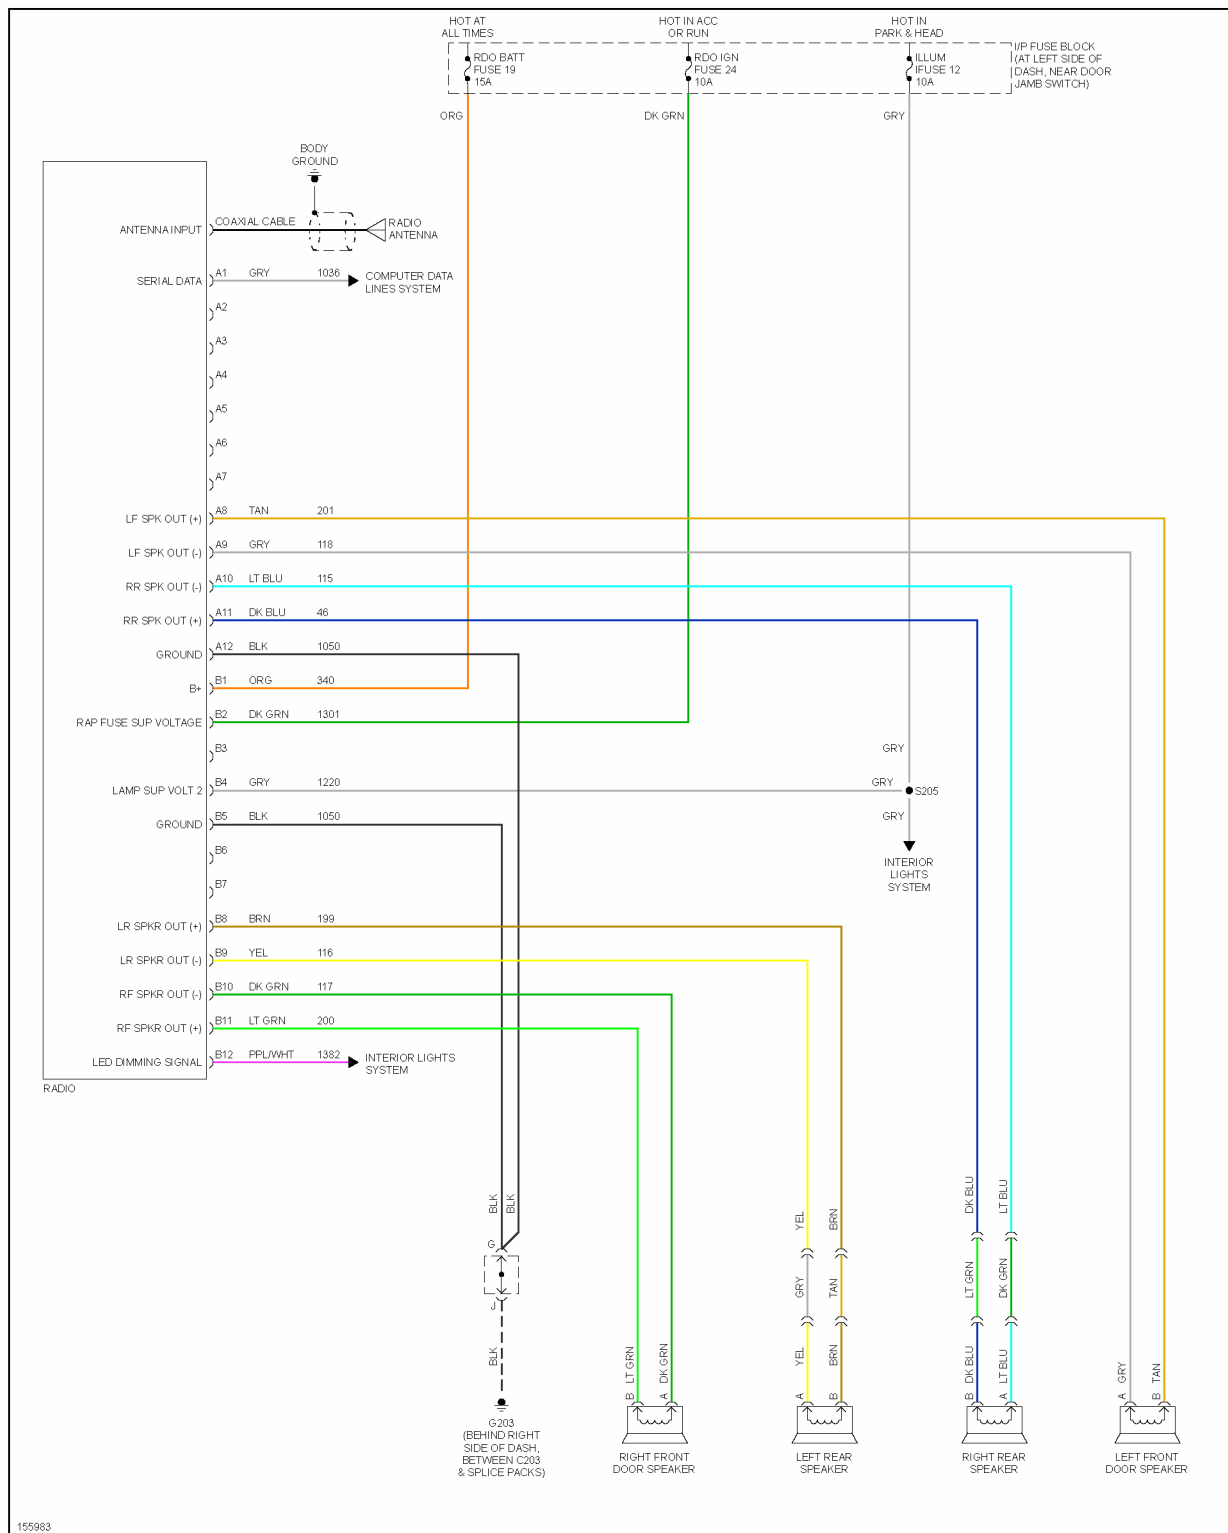 HOT AT
ALL TIMES
HOT IN ACC
OR RUN
HOT IN
PARK & HEAD
RDO BATT
FUSE 19
15A
RDO IGN
FUSE 24
10A
ILLUM
IFUSE 12
10A
I/P FUSE BLOCK
(AT LEFT SIDE OF
DASH, NEAR DOOR
JAMB SWITCH)
ORG
DK GRN
GRY
BODY
GROUND
ANTENNA INPUT
COAXIAL CABLE
RADIO
ANTENNA
SERIAL DATA A1 GRY 1036
COMPUTER DATA
LINES SYSTEM
A2
A3
A4
A5
A6
A7
LF SPK OUT (+) A8 TAN 201
LF SPK OUT (-) A9 GRY 118
RR SPK OUT (-) A10 LT BLU 115
RR SPK OUT (+) A11 DK BLU 46
GROUND A12 BLK 1050
B+ B1 ORG 340
RAP FUSE SUP VOLTAGE B2 DK GRN 1301
B3
GRY
LAMP SUP VOLT 2 B4 GRY 1220
GRY
S205
GROUND B5 BLK 1050
GRY
B6
INTERIOR
LIGHTS
SYSTEM
B7
LR SPKR OUT (+) B8 BRN 199
LR SPKR OUT (-) B9 YEL 116
RF SPKR OUT (-) B10 DK GRN 117
RF SPKR OUT (+) B11 LT GRN 200
LED DIMMING SIGNAL B12 PPL/WHT 1382
INTERIOR LIGHTS
SYSTEM
RADIO
BLK
BLK
YEL
BRN
DK BLU
LT BLU
G
GRY
TAN
LT GRN
DK GRN
J
BLK
B LT GRN
A DK GRN
A YEL
B BRN
B DK BLU
A LT BLU
A GRY
B TAN
G203
(BEHIND RIGHT
SIDE OF DASH,
BETWEEN C203
& SPLICE PACKS)
RIGHT FRONT
DOOR SPEAKER
LEFT REAR
SPEAKER
RIGHT REAR
SPEAKER
LEFT FRONT
DOOR SPEAKER
155983